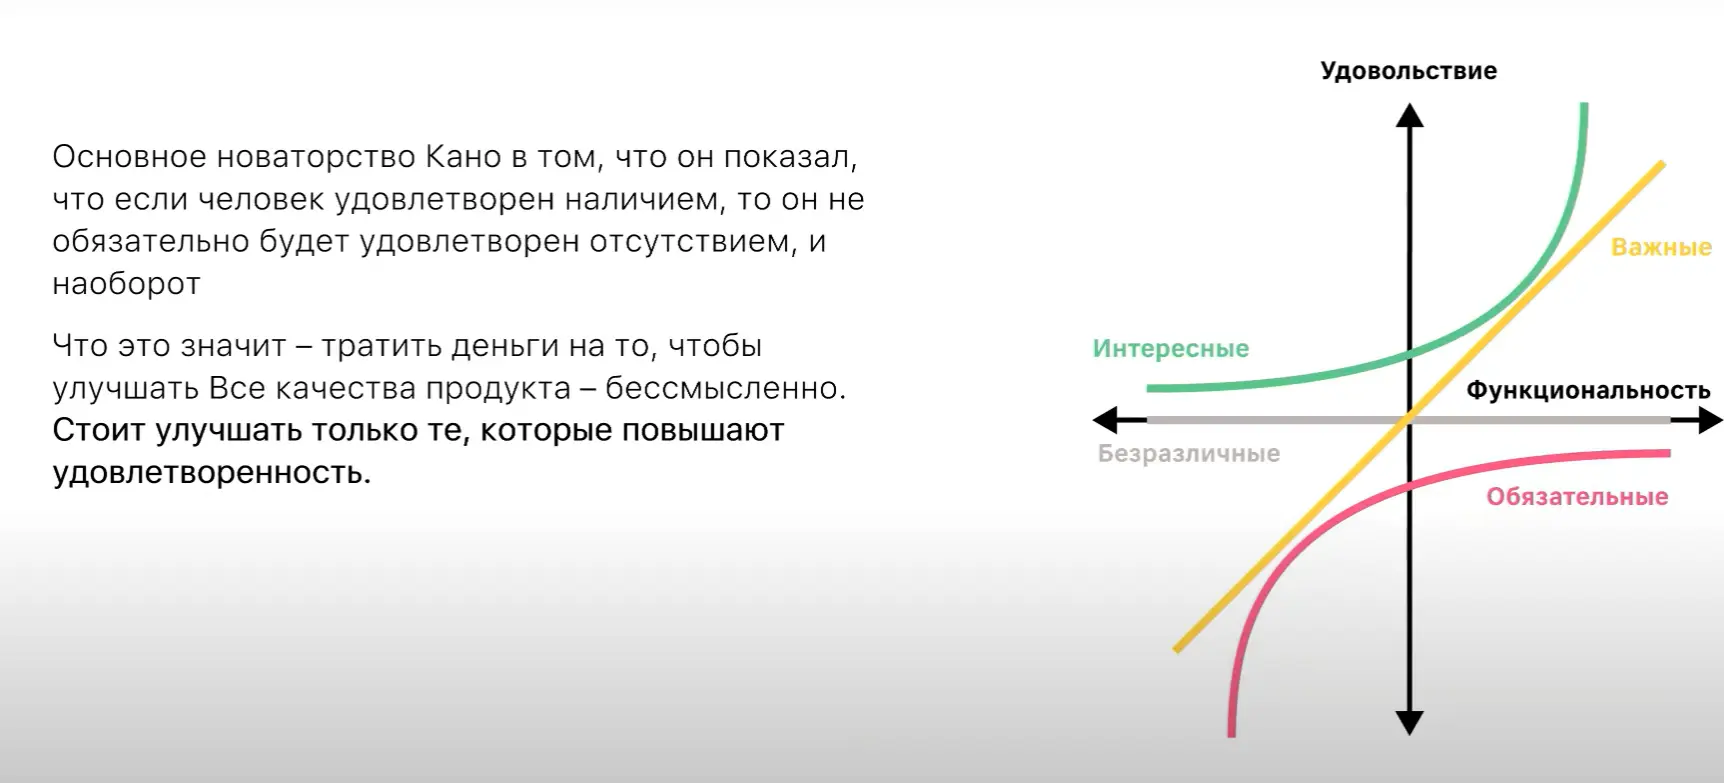 Основное новаторство Кано в том, что он показал,
что если человек удовлетворен наличием, то он не
обязательно будет удовлетворен отсутствием, и
наоборот
Что это значит – тратить деньги на то, чтобы
улучшать Все качества продукта – бессмысленно.
Стоит улучшать только те, которые повышают
удовлетворенность.
Удовольствие
Важные
Интересные
Функциональность
Безразличные
Обязательные